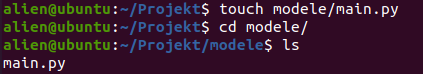 alien@ubuntu:~/Projekt$ touch modele/main.py
alien@ubuntu:~/Projekt$ cd modele/
alien@ubuntu:~/Projekt/modele$ ls
main.py